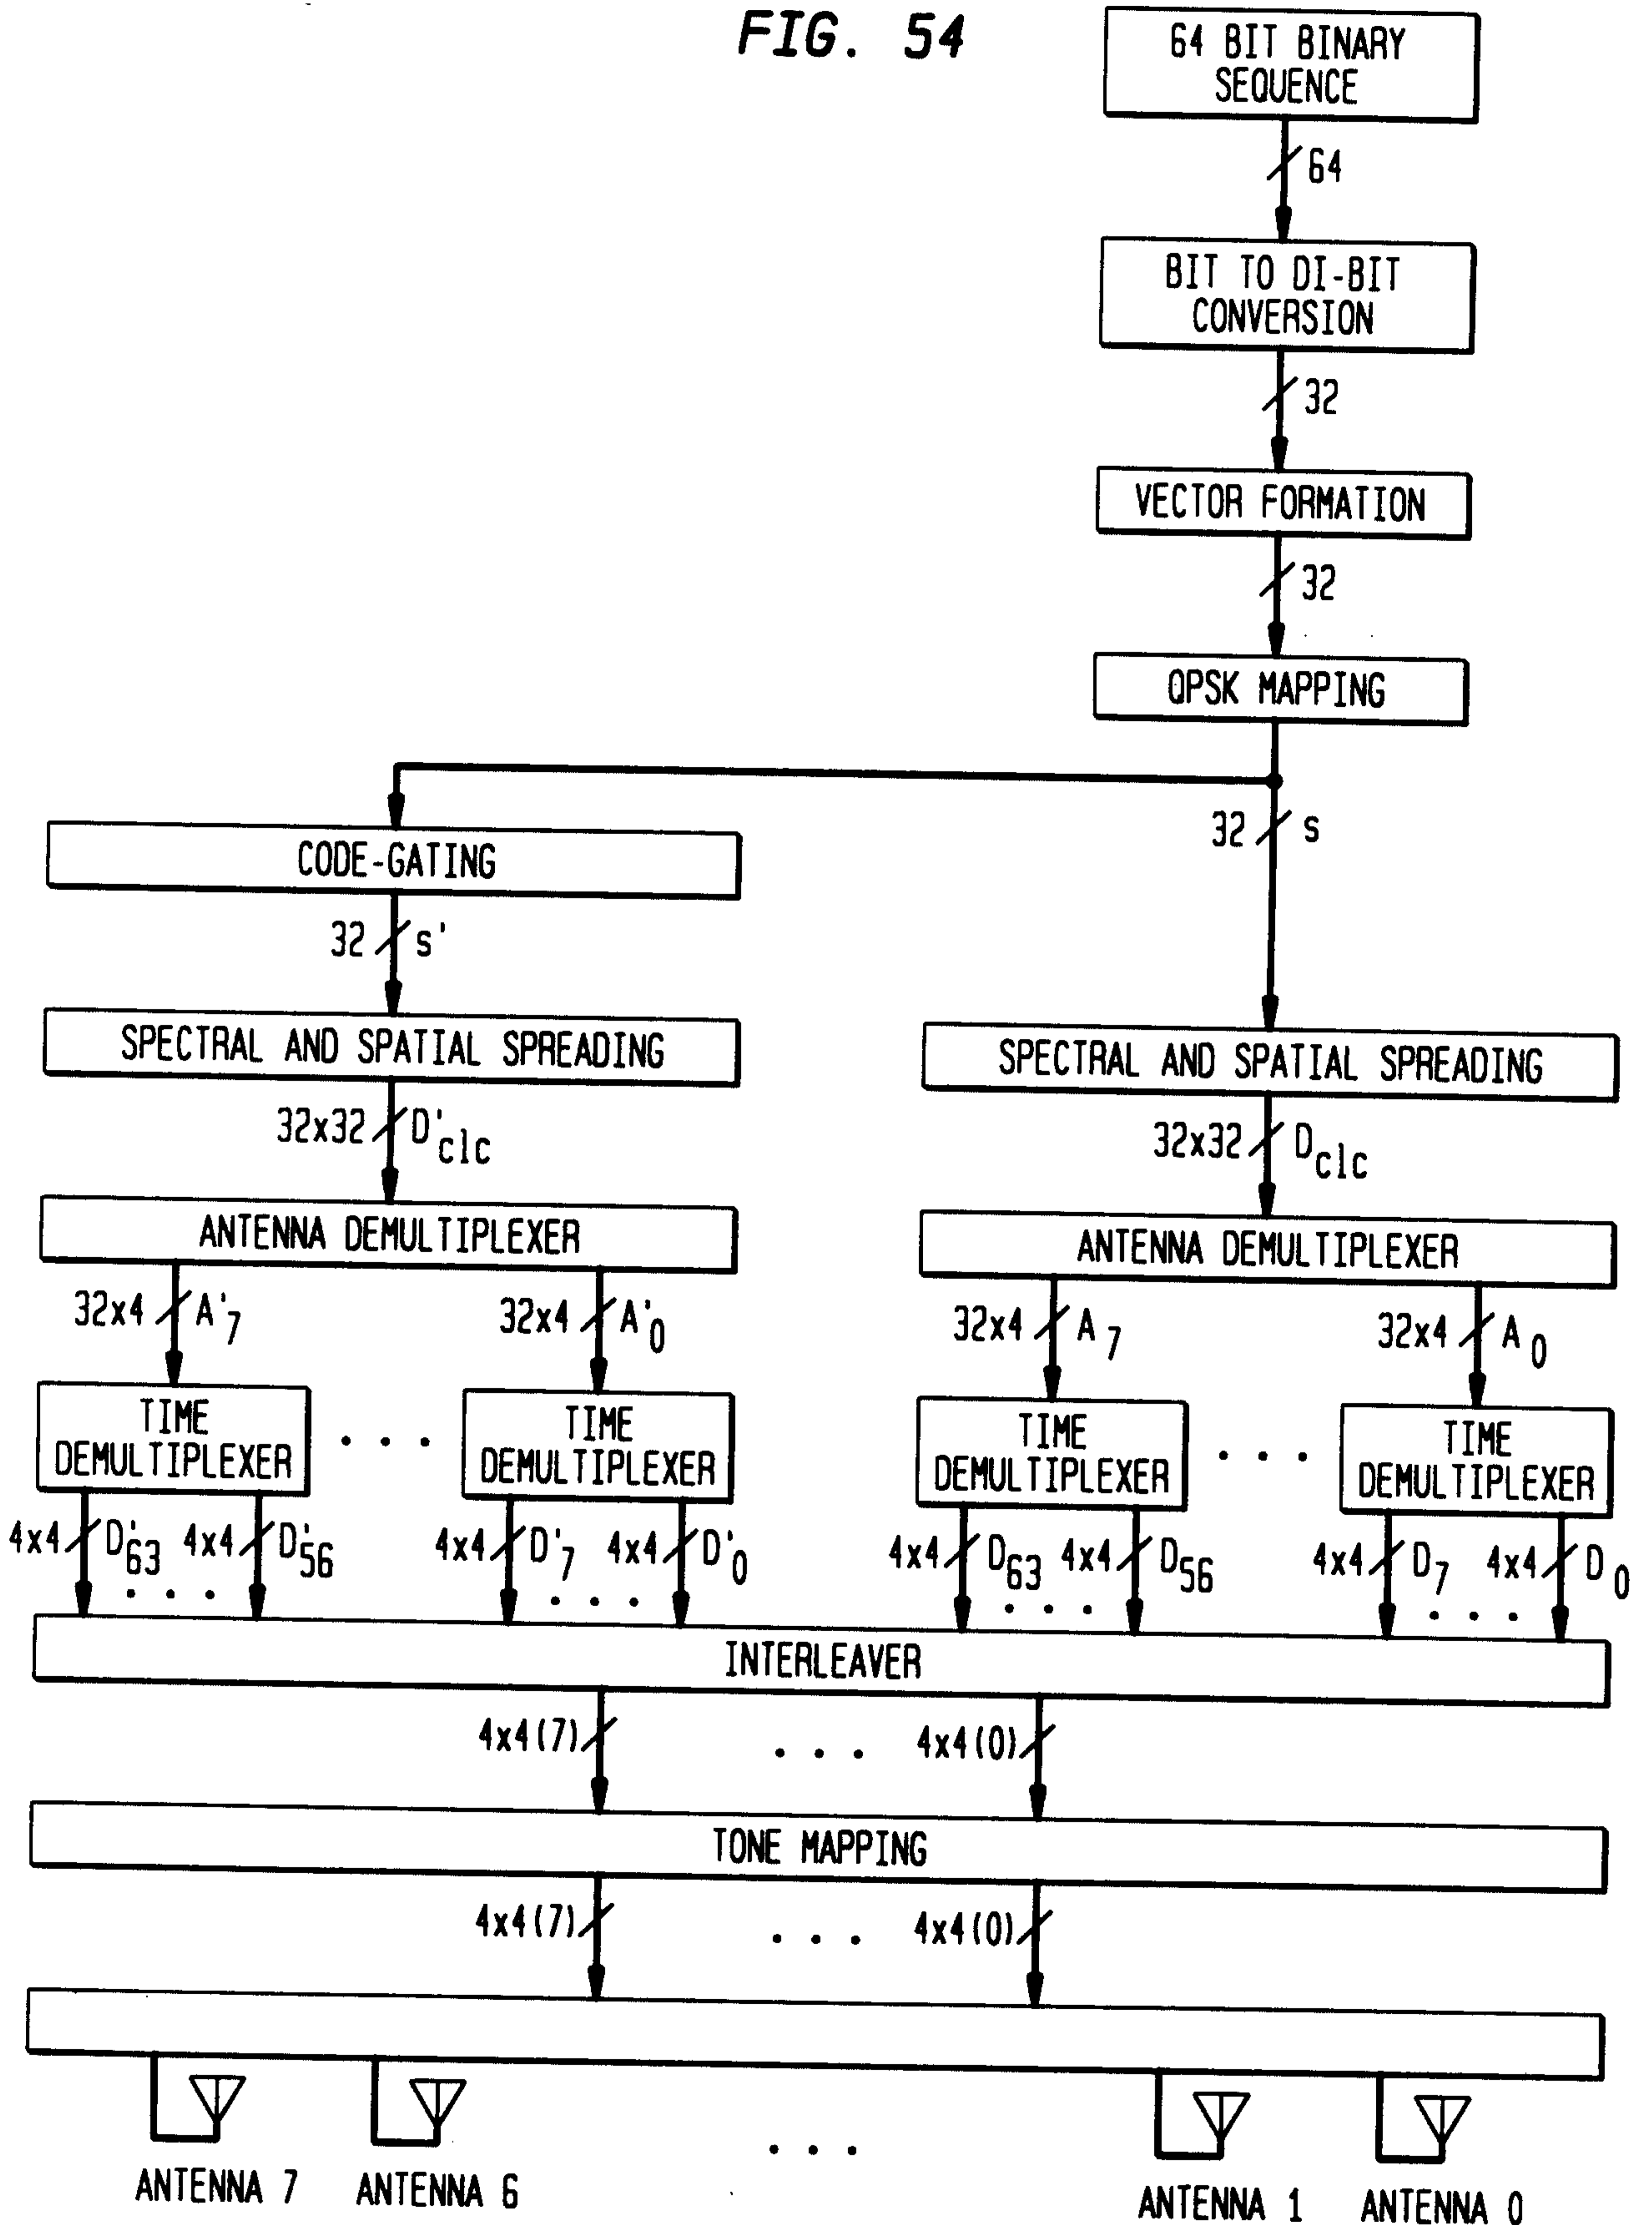 FIG. 54
64 BIT BINARY
SEQUENCE
64
BIT TO DI-BIT
CONVERSION
32
VECTOR FORMATION
32
QPSK MAPPING
32 s
CODE-GATING
32 s'
SPECTRAL AND SPATIAL SPREADING
SPECTRAL AND SPATIAL SPREADING
32x32 D'clc
32x32 Dclc
ANTENNA DEMULTIPLEXER
ANTENNA DEMULTIPLEXER
32x4 A'7
32x4 A'0
32x4 A7
32x4 A0
TIME
DEMULTIPLEXER
. . .
TIME
DEMULTIPLEXER
TIME
DEMULTIPLEXER
. . .
TIME
DEMULTIPLEXER
4x4 D'63 4x4 D'56
4x4 D'7 4x4 D'0
4x4 D63 4x4 D56
4x4 D7 4x4 D0
. . .
. . .
. . .
. . .
INTERLEAVER
4x4(7) . . . 4x4(0)
TONE MAPPING
4x4(7) . . . 4x4(0)
. . .
ANTENNA 7
ANTENNA 6
ANTENNA 1
ANTENNA 0